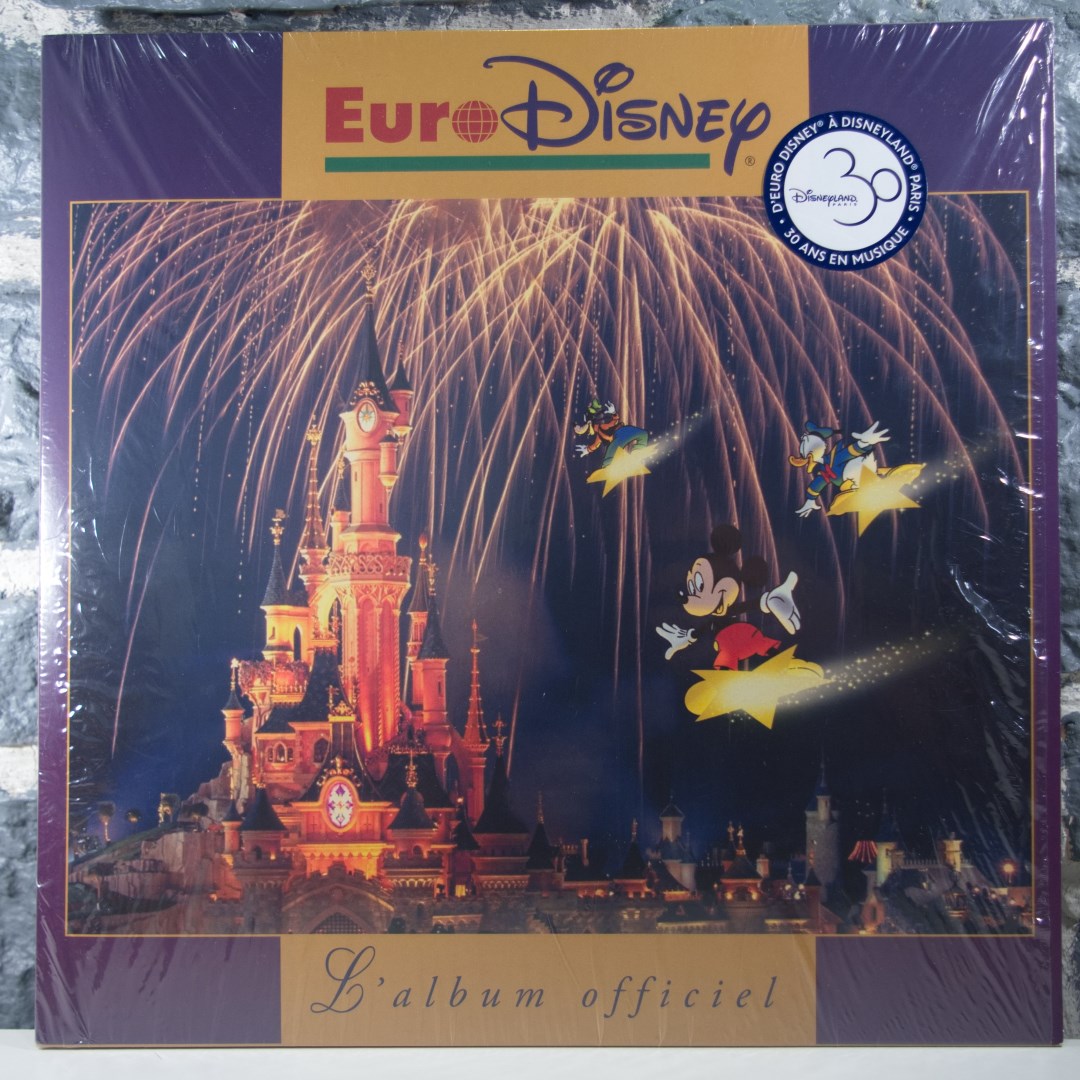 EuroDisney®
D'EURO DISNEY® À DISNEYLAND® PARIS
30
Disneyland
PARIS
• 30 ANS EN MUSIQUE •
L'album officiel